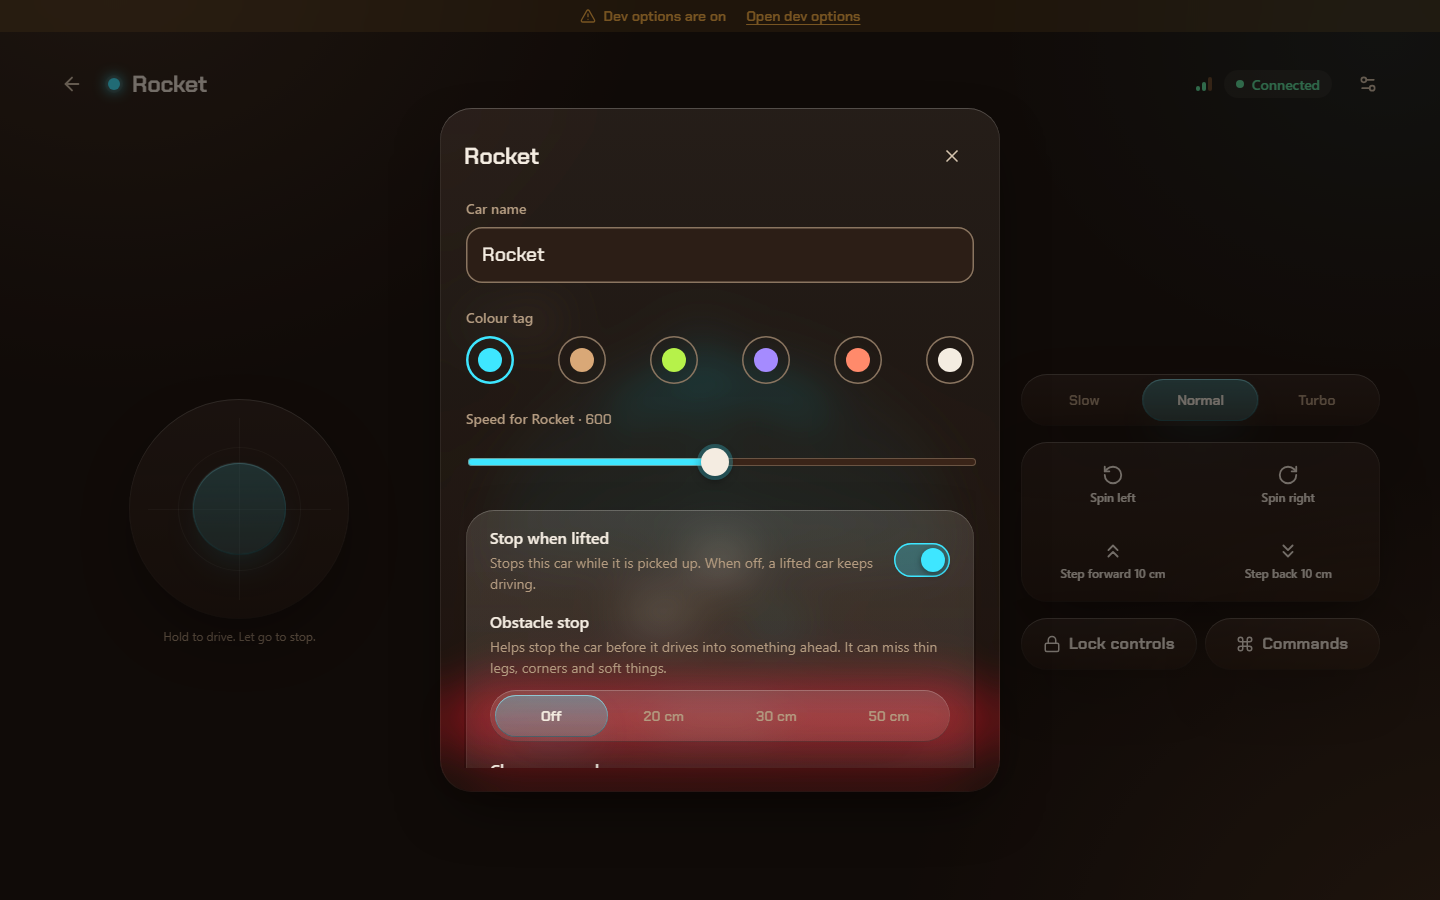 Dev options are on Open dev options
Rocket
Connected
Rocket
Car name
Rocket
Colour tag
Speed for Rocket · 600
Stop when lifted
Stops this car while it is picked up. When off, a lifted car keeps
driving.
Obstacle stop
Helps stop the car before it drives into something ahead. It can miss thin
legs, corners and soft things.
Off 20 cm 30 cm 50 cm
Hold to drive. Let go to stop.
Slow Normal Turbo
Spin left Spin right
Step forward 10 cm Step back 10 cm
Lock controls Commands